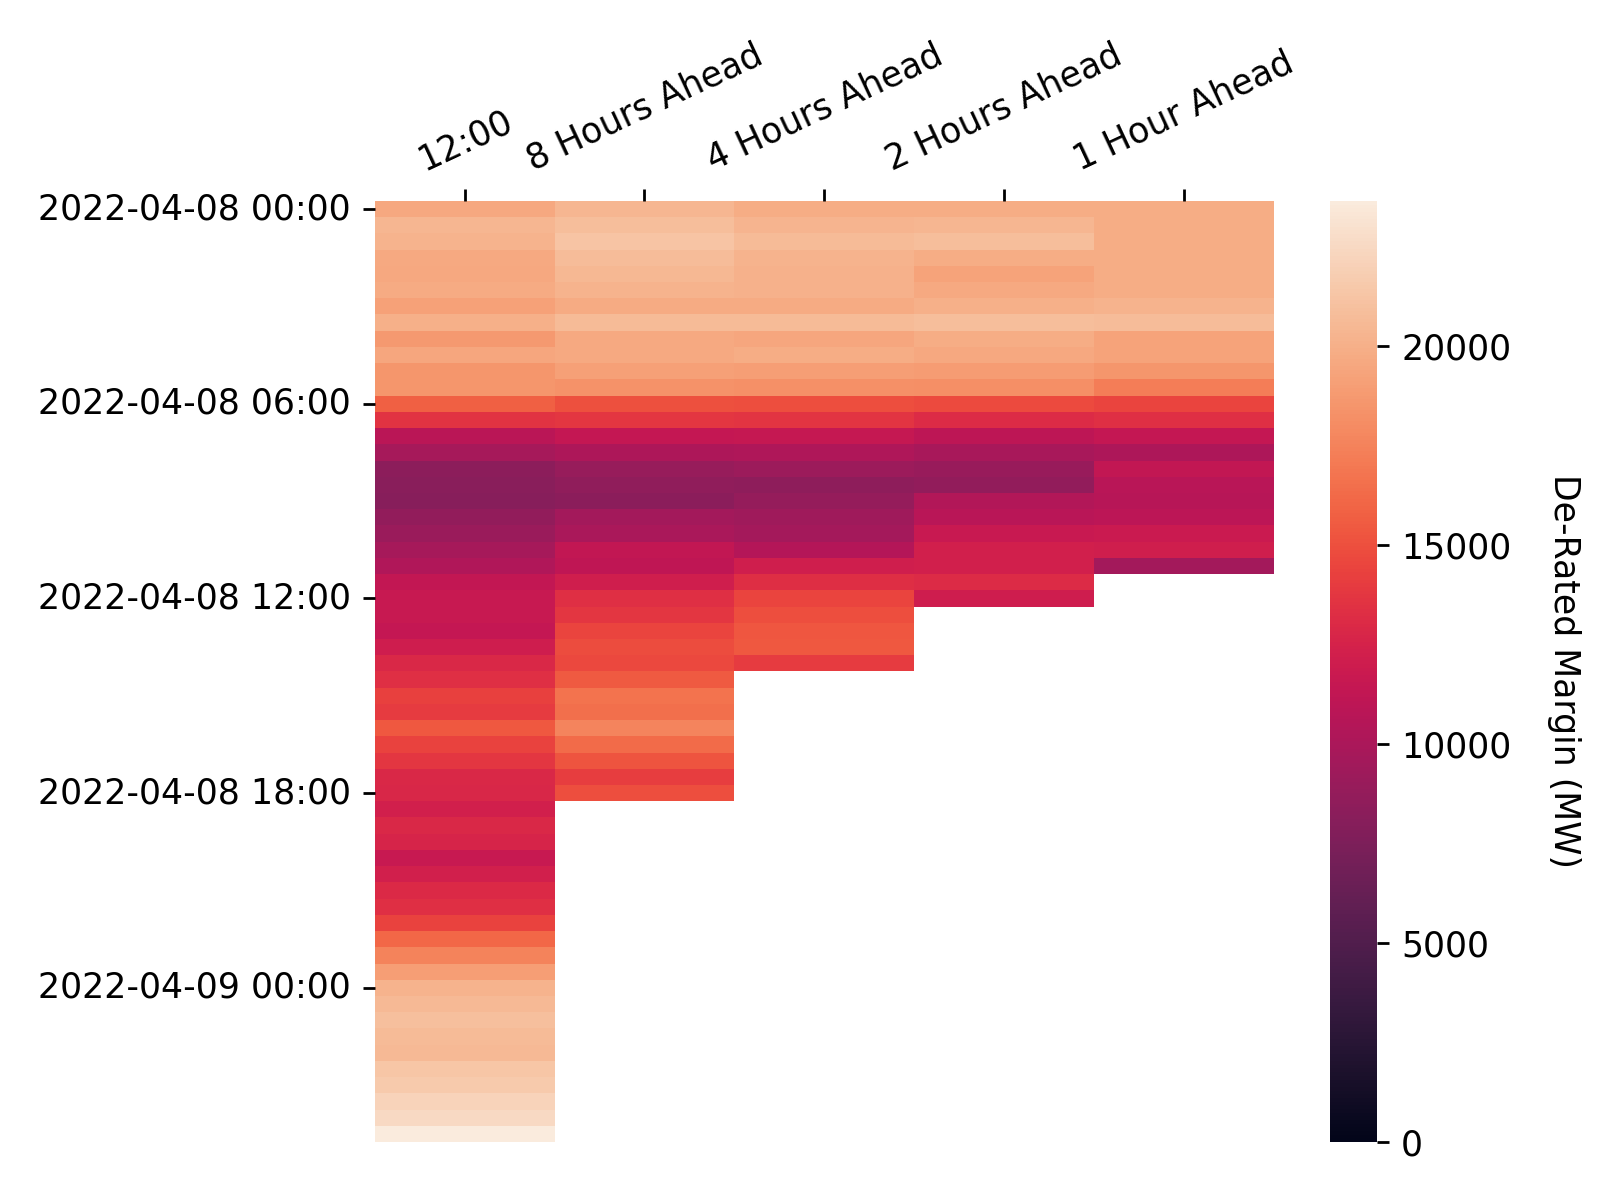 12:00
8 Hours Ahead
4 Hours Ahead
2 Hours Ahead
1 Hour Ahead
2022-04-08 00:00
2022-04-08 06:00
2022-04-08 12:00
2022-04-08 18:00
2022-04-09 00:00
20000
15000
10000
5000
0
De-Rated Margin (MW)